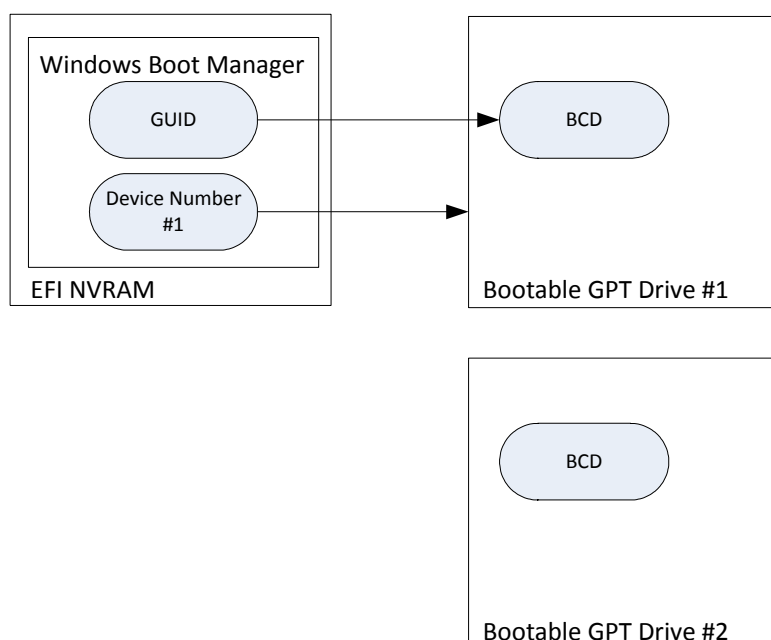 Windows Boot Manager
GUID
Device Number
#1
EFI NVRAM
BCD
Bootable GPT Drive #1
BCD
Bootable GPT Drive #2